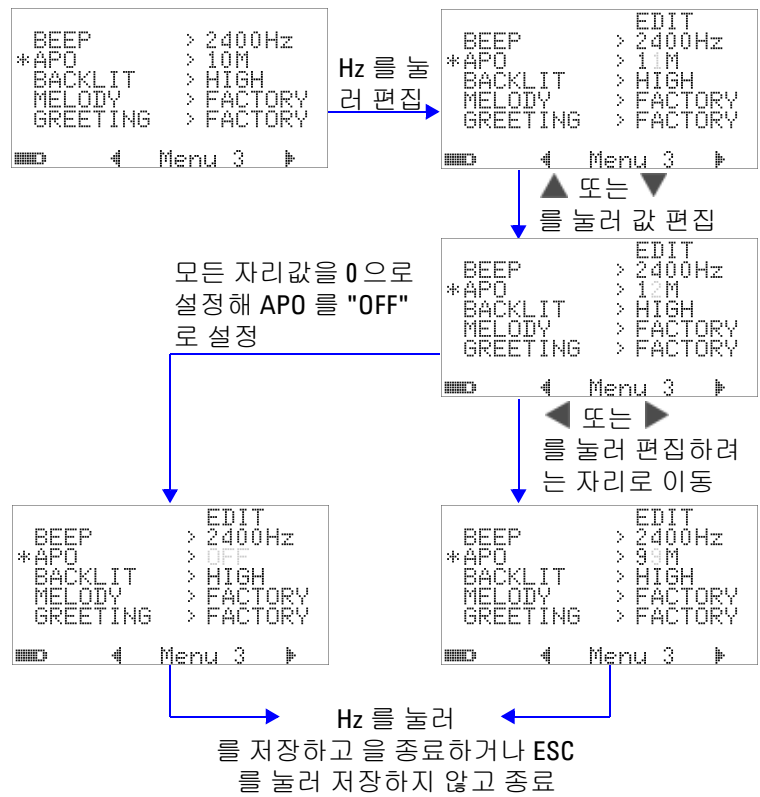 BEEP > 2400Hz
*APO > 10M
BACKLIT > HIGH
MELODY > FACTORY
GREETING > FACTORY
Menu 3
Hz 를 눌
러 편집
EDIT
BEEP > 2400Hz
*APO > 11M
BACKLIT > HIGH
MELODY > FACTORY
GREETING > FACTORY
Menu 3
▲ 또는 ▼
를 눌러 값 편집
모든 자리값을 0 으로
설정해 APO 를 "OFF"
로 설정
EDIT
BEEP > 2400Hz
*APO > 12M
BACKLIT > HIGH
MELODY > FACTORY
GREETING > FACTORY
Menu 3
◀ 또는 ▶
를 눌러 편집하려
는 자리로 이동
EDIT
BEEP > 2400Hz
*APO > OFF
BACKLIT > HIGH
MELODY > FACTORY
GREETING > FACTORY
Menu 3
EDIT
BEEP > 2400Hz
*APO > 99M
BACKLIT > HIGH
MELODY > FACTORY
GREETING > FACTORY
Menu 3
Hz 를 눌러
를 저장하고 을 종료하거나 ESC
를 눌러 저장하지 않고 종료